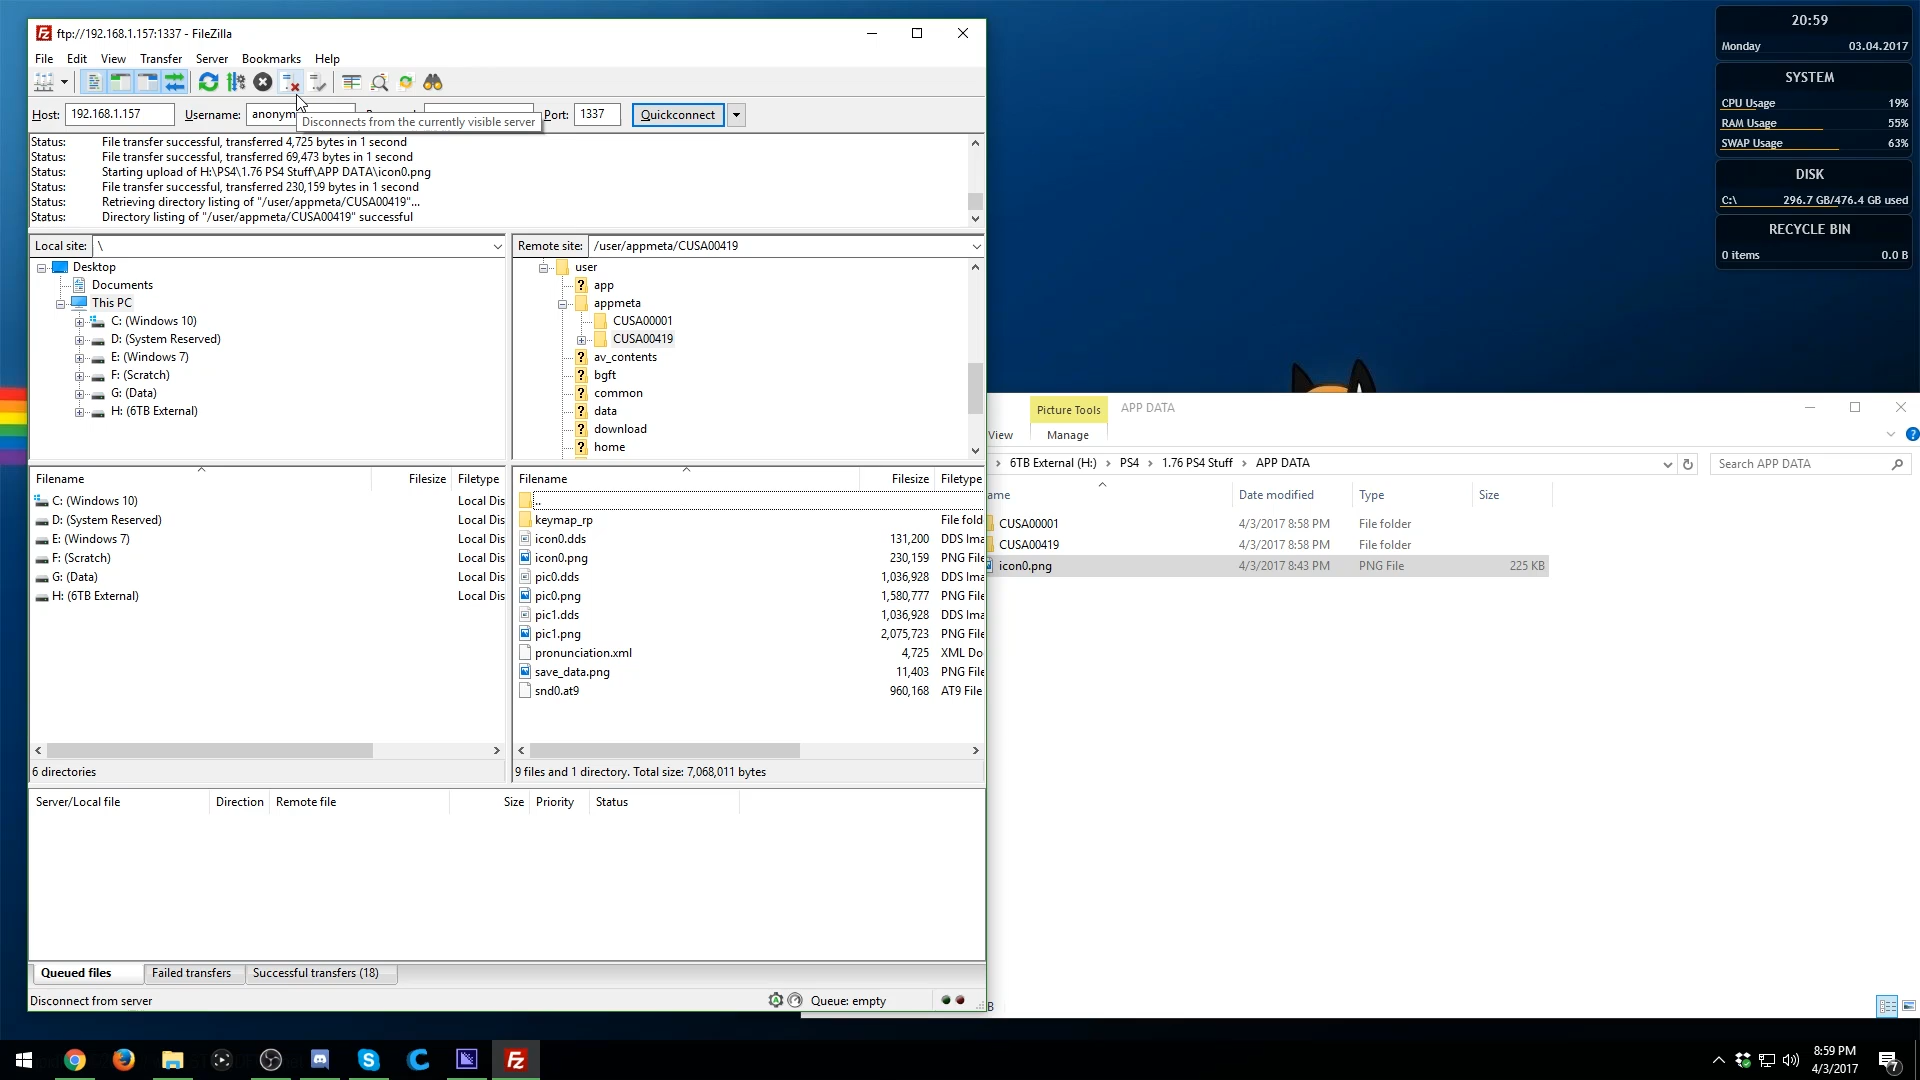 ftp://192.168.1.157:1337 - FileZilla
File Edit View Transfer Server Bookmarks Help
Host: 192.168.1.157 Username: anonym Port: 1337 Quickconnect
Disconnects from the currently visible server
Status: File transfer successful, transferred 4,725 bytes in 1 second
Status: File transfer successful, transferred 69,473 bytes in 1 second
Status: Starting upload of H:\PS4\1.76 PS4 Stuff\APP DATA\icon0.png
Status: File transfer successful, transferred 230,159 bytes in 1 second
Status: Retrieving directory listing of "/user/appmeta/CUSA00419"...
Status: Directory listing of "/user/appmeta/CUSA00419" successful
Local site: \
Desktop
Documents
This PC
C: (Windows 10)
D: (System Reserved)
E: (Windows 7)
F: (Scratch)
G: (Data)
H: (6TB External)
Remote site: /user/appmeta/CUSA00419
user
? app
appmeta
CUSA00001
CUSA00419
? av_contents
? bgft
? common
? data
? download
? home
Filename Filesize Filetype
C: (Windows 10) Local Dis
D: (System Reserved) Local Dis
E: (Windows 7) Local Dis
F: (Scratch) Local Dis
G: (Data) Local Dis
H: (6TB External) Local Dis
6 directories
Filename Filesize Filetype
..
keymap_rp File fold
icon0.dds 131,200 DDS Ima
icon0.png 230,159 PNG File
pic0.dds 1,036,928 DDS Ima
pic0.png 1,580,777 PNG File
pic1.dds 1,036,928 DDS Ima
pic1.png 2,075,723 PNG File
pronunciation.xml 4,725 XML Do
save_data.png 11,403 PNG File
snd0.at9 960,168 AT9 File
9 files and 1 directory. Total size: 7,068,011 bytes
Server/Local file Direction Remote file Size Priority Status
Queued files Failed transfers Successful transfers (18)
Disconnect from server Queue: empty
20:59
Monday 03.04.2017
SYSTEM
CPU Usage 19%
RAM Usage 55%
SWAP Usage 63%
DISK
C:\ 296.7 GB/476.4 GB used
RECYCLE BIN
0 items 0.0 B
Picture Tools APP DATA
View Manage
6TB External (H:) › PS4 › 1.76 PS4 Stuff › APP DATA
Search APP DATA
ame Date modified Type Size
CUSA00001 4/3/2017 8:58 PM File folder
CUSA00419 4/3/2017 8:58 PM File folder
icon0.png 4/3/2017 8:43 PM PNG File 225 KB
B
8:59 PM
4/3/2017
7